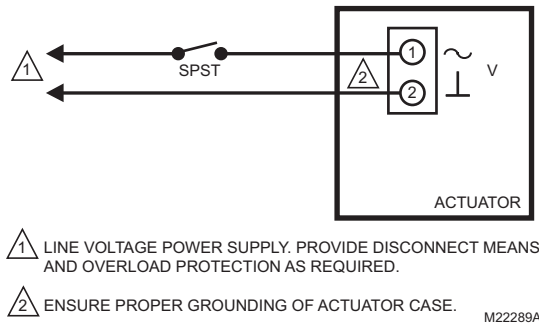 1
SPST
2
1
2
V
ACTUATOR
1 LINE VOLTAGE POWER SUPPLY. PROVIDE DISCONNECT MEANS
AND OVERLOAD PROTECTION AS REQUIRED.
2 ENSURE PROPER GROUNDING OF ACTUATOR CASE.
M22289A